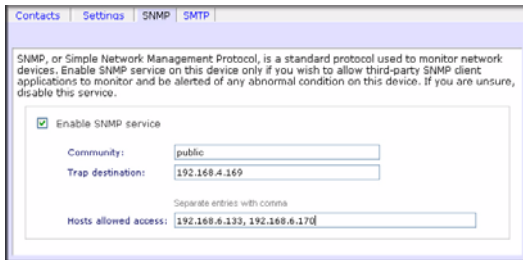 Contacts Settings SNMP SMTP
SNMP, or Simple Network Management Protocol, is a standard protocol used to monitor network
devices. Enable SNMP service on this device only if you wish to allow third-party SNMP client
applications to monitor and be alerted of any abnormal condition on this device. If you are unsure,
disable this service.
Enable SNMP service
Community: public
Trap destination: 192.168.4.169
Separate entries with comma
Hosts allowed access: 192.168.6.133, 192.168.6.170